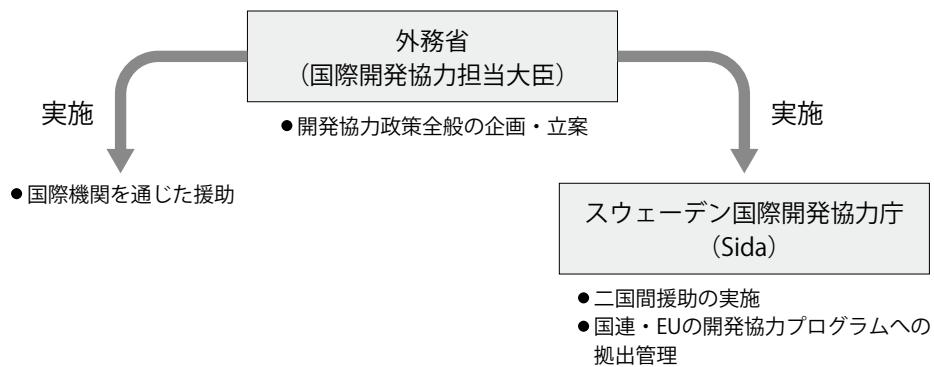 外務省
（国際開発協力担当大臣）
●開発協力政策全般の企画・立案
実施
実施
●国際機関を通じた援助
スウェーデン国際開発協力庁
（Sida）
●二国間援助の実施
●国連・EUの開発協力プログラムへの
拠出管理